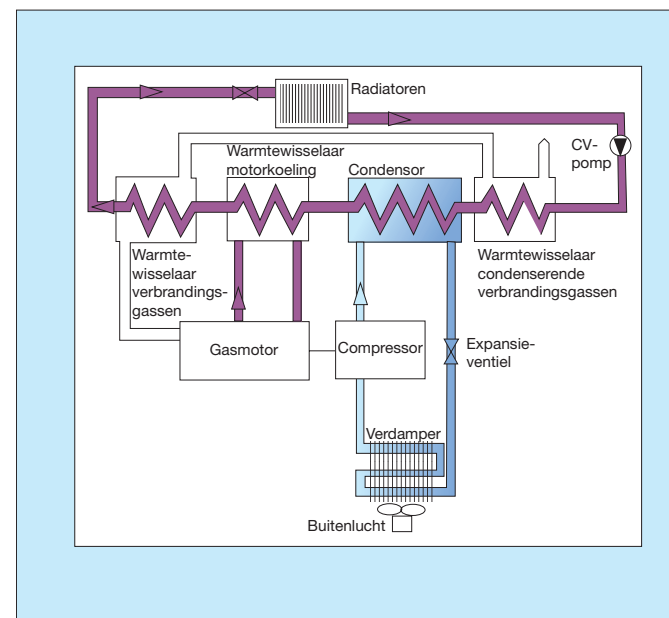 Radiatoren
CV-
pomp
Warmtewisselaar
motorkoeling
Condensor
Warmte-
wisselaar
verbrandings-
gassen
Warmtewisselaar
condenserende
verbrandingsgassen
Gasmotor
Compressor
Expansie-
ventiel
Verdamper
Buitenlucht